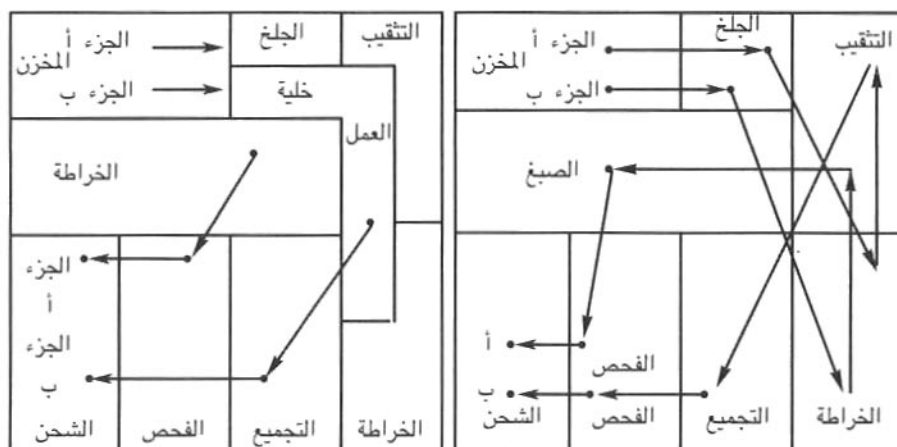 الجلخ
التثقيب
أ الجزء
المخزن
ب الجزء
التثقيب
الجلخ
الجزء أ
المخزن
الجزء ب
خلية
العمل
الصبغ
الخراطة
الجزء
أ
الجزء
ب
أ
الفحص
ب
الخراطة
التجميع
الفحص
الشحن
الخراطة
التجميع
الفحص
الشحن